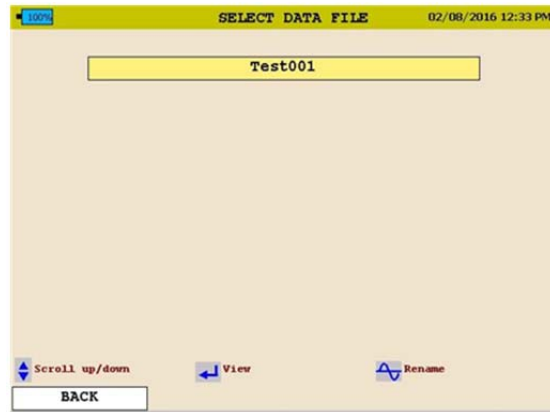 100% SELECT DATA FILE 02/08/2016 12:33 PM
Test001
Scroll up/down View Rename
BACK